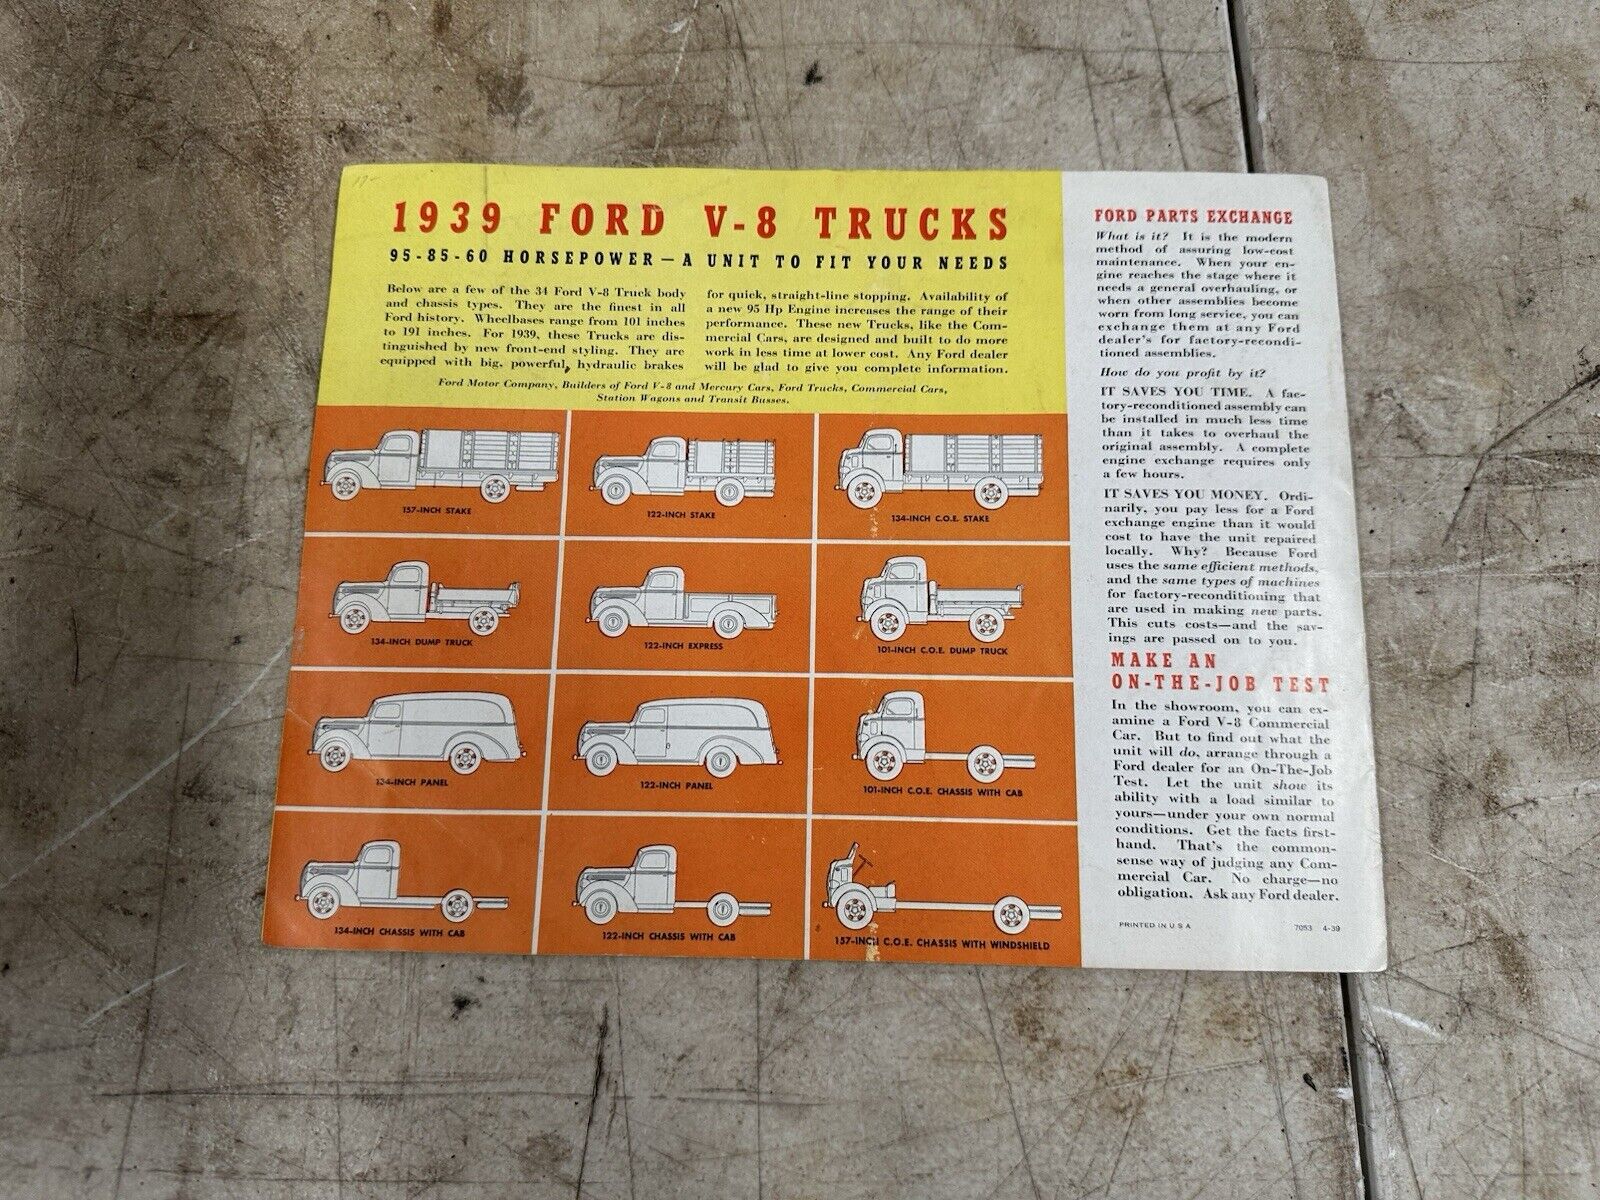 1939 FORD V-8 TRUCKS
95-85-60 HORSEPOWER — A UNIT TO FIT YOUR NEEDS
Below are a few of the 34 Ford V-8 Truck body
and chassis types. They are the finest in all
Ford history. Wheelbases range from 101 inches
to 191 inches. For 1939, these Trucks are dis-
tinguished by new front-end styling. They are
equipped with big, powerful, hydraulic brakes
for quick, straight-line stopping. Availability of
a new 95 Hp Engine increases the range of their
performance. These new Trucks, like the Com-
mercial Cars, are designed and built to do more
work in less time at lower cost. Any Ford dealer
will be glad to give you complete information.
Ford Motor Company, Builders of Ford V-8 and Mercury Cars, Ford Trucks, Commercial Cars,
Station Wagons and Transit Busses.
157-INCH STAKE
122-INCH STAKE
134-INCH C.O.E. STAKE
134-INCH DUMP TRUCK
122-INCH EXPRESS
101-INCH C.O.E. DUMP TRUCK
134-INCH PANEL
122-INCH PANEL
101-INCH C.O.E. CHASSIS WITH CAB
134-INCH CHASSIS WITH CAB
122-INCH CHASSIS WITH CAB
157-INCH C.O.E. CHASSIS WITH WINDSHIELD
FORD PARTS EXCHANGE
What is it? It is the modern
method of assuring low-cost
maintenance. When your en-
gine reaches the stage where it
needs a general overhauling, or
when other assemblies become
worn from long service, you can
exchange them at any Ford
dealer's for factory-recondi-
tioned assemblies.
How do you profit by it?
IT SAVES YOU TIME. A fac-
tory-reconditioned assembly can
be installed in much less time
than it takes to overhaul the
original assembly. A complete
engine exchange requires only
a few hours.
IT SAVES YOU MONEY. Ordi-
narily, you pay less for a Ford
exchange engine than it would
cost to have the unit repaired
locally. Why? Because Ford
uses the same efficient methods,
and the same types of machines
for factory-reconditioning that
are used in making new parts.
This cuts costs—and the sav-
ings are passed on to you.
MAKE AN
ON-THE-JOB TEST
In the showroom, you can ex-
amine a Ford V-8 Commercial
Car. But to find out what the
unit will do, arrange through a
Ford dealer for an On-The-Job
Test. Let the unit show its
ability with a load similar to
yours—under your own normal
conditions. Get the facts first-
hand. That's the common-
sense way of judging any Com-
mercial Car. No charge—no
obligation. Ask any Ford dealer.
PRINTED IN U S A 7053 4-39